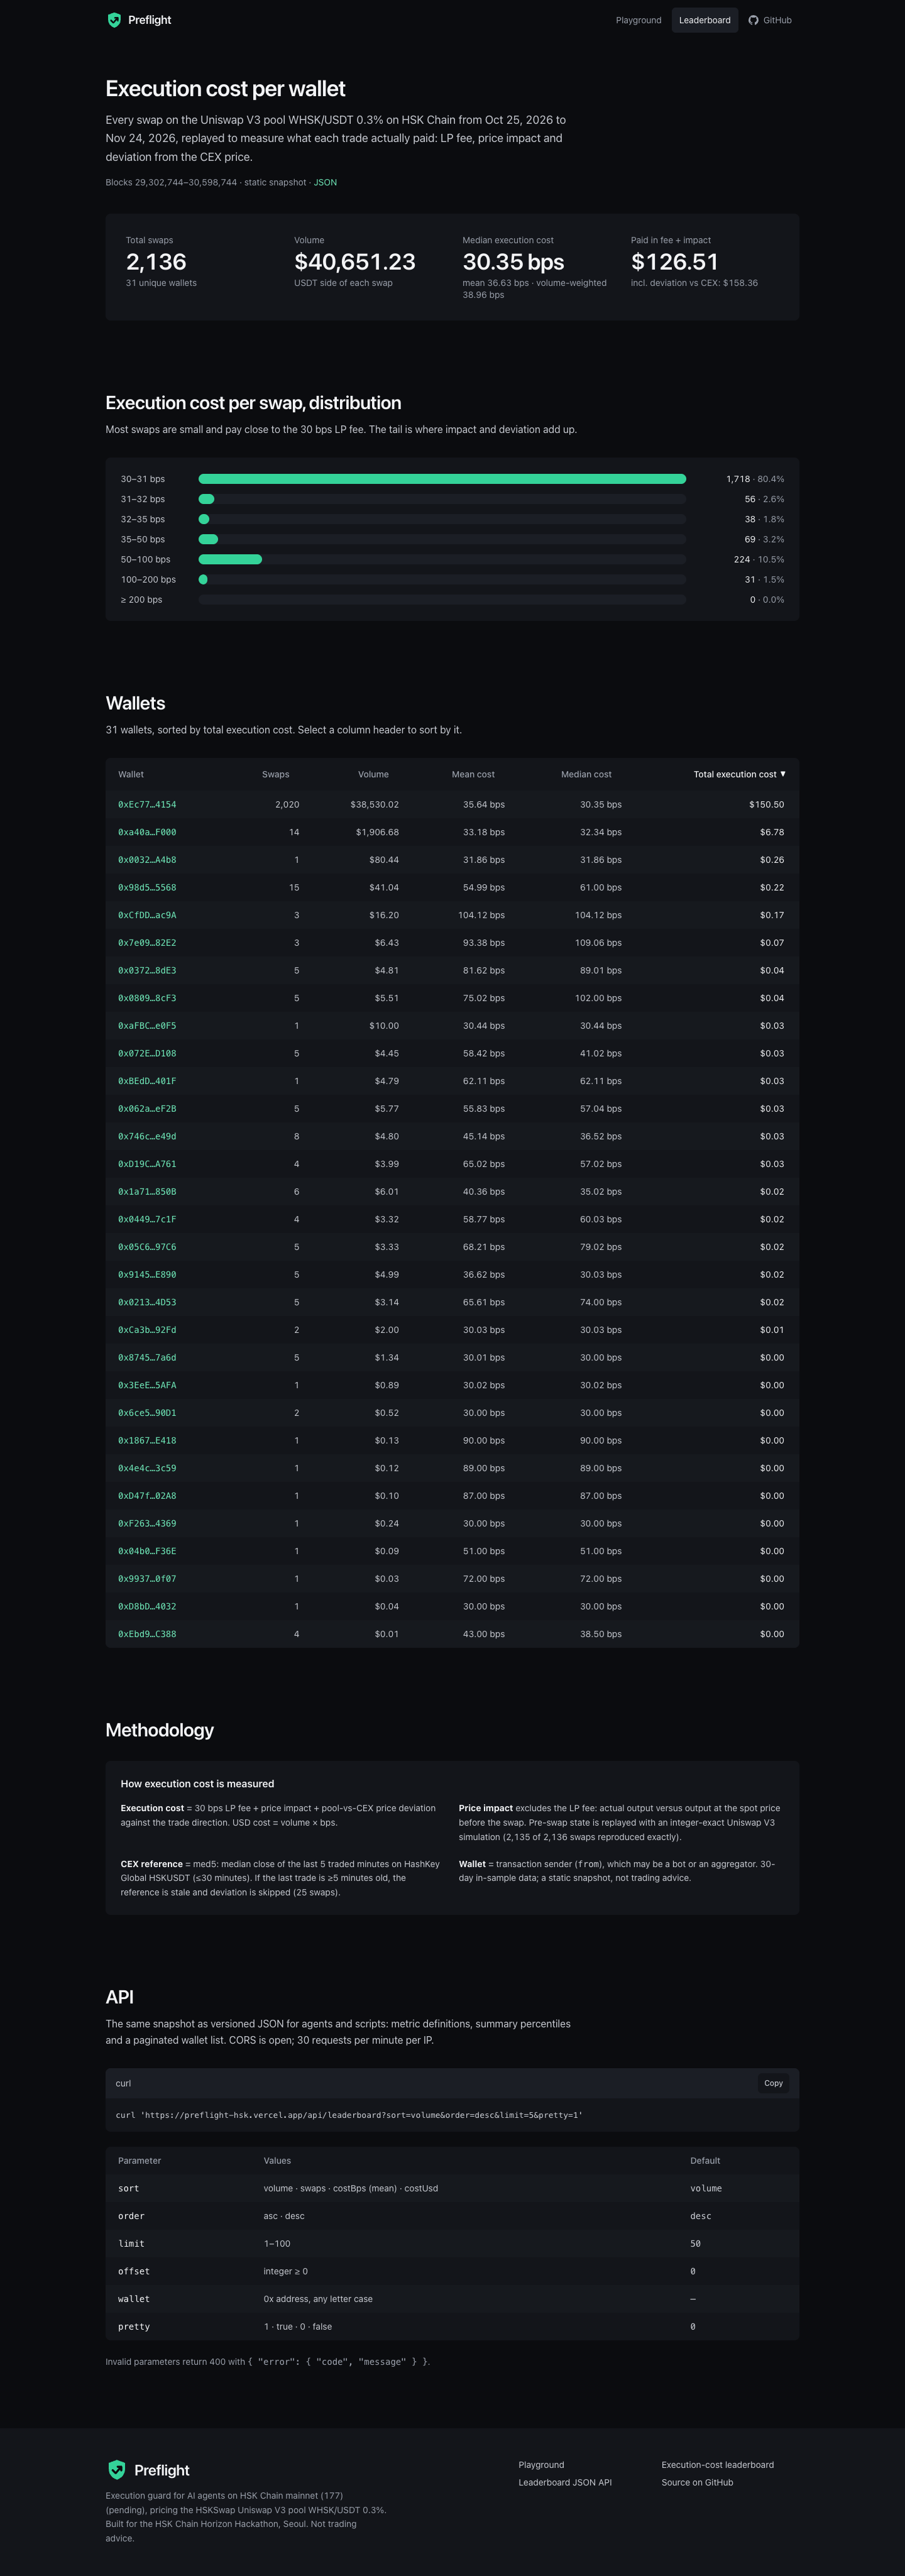 Preflight
Playground
Leaderboard
GitHub
Execution cost per wallet
Every swap on the Uniswap V3 pool WHSK/USDT 0.3% on HSK Chain from Oct 25, 2026 to
Nov 24, 2026, replayed to measure what each trade actually paid: LP fee, price impact and
deviation from the CEX price.
Blocks 29,302,744–30,598,744 · static snapshot · JSON
Total swaps
2,136
31 unique wallets
Volume
$40,651.23
USDT side of each swap
Median execution cost
30.35 bps
mean 36.63 bps · volume-weighted
38.96 bps
Paid in fee + impact
$126.51
incl. deviation vs CEX: $158.36
Execution cost per swap, distribution
Most swaps are small and pay close to the 30 bps LP fee. The tail is where impact and deviation add up.
30–31 bps 1,718 · 80.4%
31–32 bps 56 · 2.6%
32–35 bps 38 · 1.8%
35–50 bps 69 · 3.2%
50–100 bps 224 · 10.5%
100–200 bps 31 · 1.5%
≥ 200 bps 0 · 0.0%
Wallets
31 wallets, sorted by total execution cost. Select a column header to sort by it.
Wallet Swaps Volume Mean cost Median cost Total execution cost ▼
0xEc77…4154 2,020 $38,530.02 35.64 bps 30.35 bps $150.50
0xa40a…F000 14 $1,906.68 33.18 bps 32.34 bps $6.78
0x0032…A4b8 1 $80.44 31.86 bps 31.86 bps $0.26
0x98d5…5568 15 $41.04 54.99 bps 61.00 bps $0.22
0xCfDD…ac9A 3 $16.20 104.12 bps 104.12 bps $0.17
0x7e09…82E2 3 $6.43 93.38 bps 109.06 bps $0.07
0x0372…8dE3 5 $4.81 81.62 bps 89.01 bps $0.04
0x0809…8cF3 5 $5.51 75.02 bps 102.00 bps $0.04
0xaFBC…e0F5 1 $10.00 30.44 bps 30.44 bps $0.03
0x072E…D108 5 $4.45 58.42 bps 41.02 bps $0.03
0xBEdD…401F 1 $4.79 62.11 bps 62.11 bps $0.03
0x062a…eF2B 5 $5.77 55.83 bps 57.04 bps $0.03
0x746c…e49d 8 $4.80 45.14 bps 36.52 bps $0.03
0xD19C…A761 4 $3.99 65.02 bps 57.02 bps $0.03
0x1a71…850B 6 $6.01 40.36 bps 35.02 bps $0.02
0x0449…7c1F 4 $3.32 58.77 bps 60.03 bps $0.02
0x05C6…97C6 5 $3.33 68.21 bps 79.02 bps $0.02
0x9145…E890 5 $4.99 36.62 bps 30.03 bps $0.02
0x0213…4D53 5 $3.14 65.61 bps 74.00 bps $0.02
0xCa3b…92Fd 2 $2.00 30.03 bps 30.03 bps $0.01
0x8745…7a6d 5 $1.34 30.01 bps 30.00 bps $0.00
0x3EeE…5AFA 1 $0.89 30.02 bps 30.02 bps $0.00
0x6ce5…90D1 2 $0.52 30.00 bps 30.00 bps $0.00
0x1867…E418 1 $0.13 90.00 bps 90.00 bps $0.00
0x4e4c…3c59 1 $0.12 89.00 bps 89.00 bps $0.00
0xD47f…02A8 1 $0.10 87.00 bps 87.00 bps $0.00
0xF263…4369 1 $0.24 30.00 bps 30.00 bps $0.00
0x04b0…F36E 1 $0.09 51.00 bps 51.00 bps $0.00
0x9937…0f07 1 $0.03 72.00 bps 72.00 bps $0.00
0xD8bD…4032 1 $0.04 30.00 bps 30.00 bps $0.00
0xEbd9…C388 4 $0.01 43.00 bps 38.50 bps $0.00
Methodology
How execution cost is measured
Execution cost = 30 bps LP fee + price impact + pool-vs-CEX price deviation
against the trade direction. USD cost = volume × bps.
Price impact excludes the LP fee: actual output versus output at the spot price
before the swap. Pre-swap state is replayed with an integer-exact Uniswap V3
simulation (2,135 of 2,136 swaps reproduced exactly).
CEX reference = med5: median close of the last 5 traded minutes on HashKey
Global HSKUSDT (≤30 minutes). If the last trade is ≥5 minutes old, the
reference is stale and deviation is skipped (25 swaps).
Wallet = transaction sender (from), which may be a bot or an aggregator. 30-
day in-sample data; a static snapshot, not trading advice.
API
The same snapshot as versioned JSON for agents and scripts: metric definitions, summary percentiles
and a paginated wallet list. CORS is open; 30 requests per minute per IP.
curl
Copy
curl 'https://preflight-hsk.vercel.app/api/leaderboard?sort=volume&order=desc&limit=5&pretty=1'
Parameter Values Default
sort volume · swaps · costBps (mean) · costUsd volume
order asc · desc desc
limit 1–100 50
offset integer ≥ 0 0
wallet 0x address, any letter case —
pretty 1 · true · 0 · false 0
Invalid parameters return 400 with { "error": { "code", "message" } }.
Preflight
Execution guard for AI agents on HSK Chain mainnet (177)
(pending), pricing the HSKSwap Uniswap V3 pool WHSK/USDT 0.3%.
Built for the HSK Chain Horizon Hackathon, Seoul. Not trading
advice.
Playground
Execution-cost leaderboard
Leaderboard JSON API
Source on GitHub